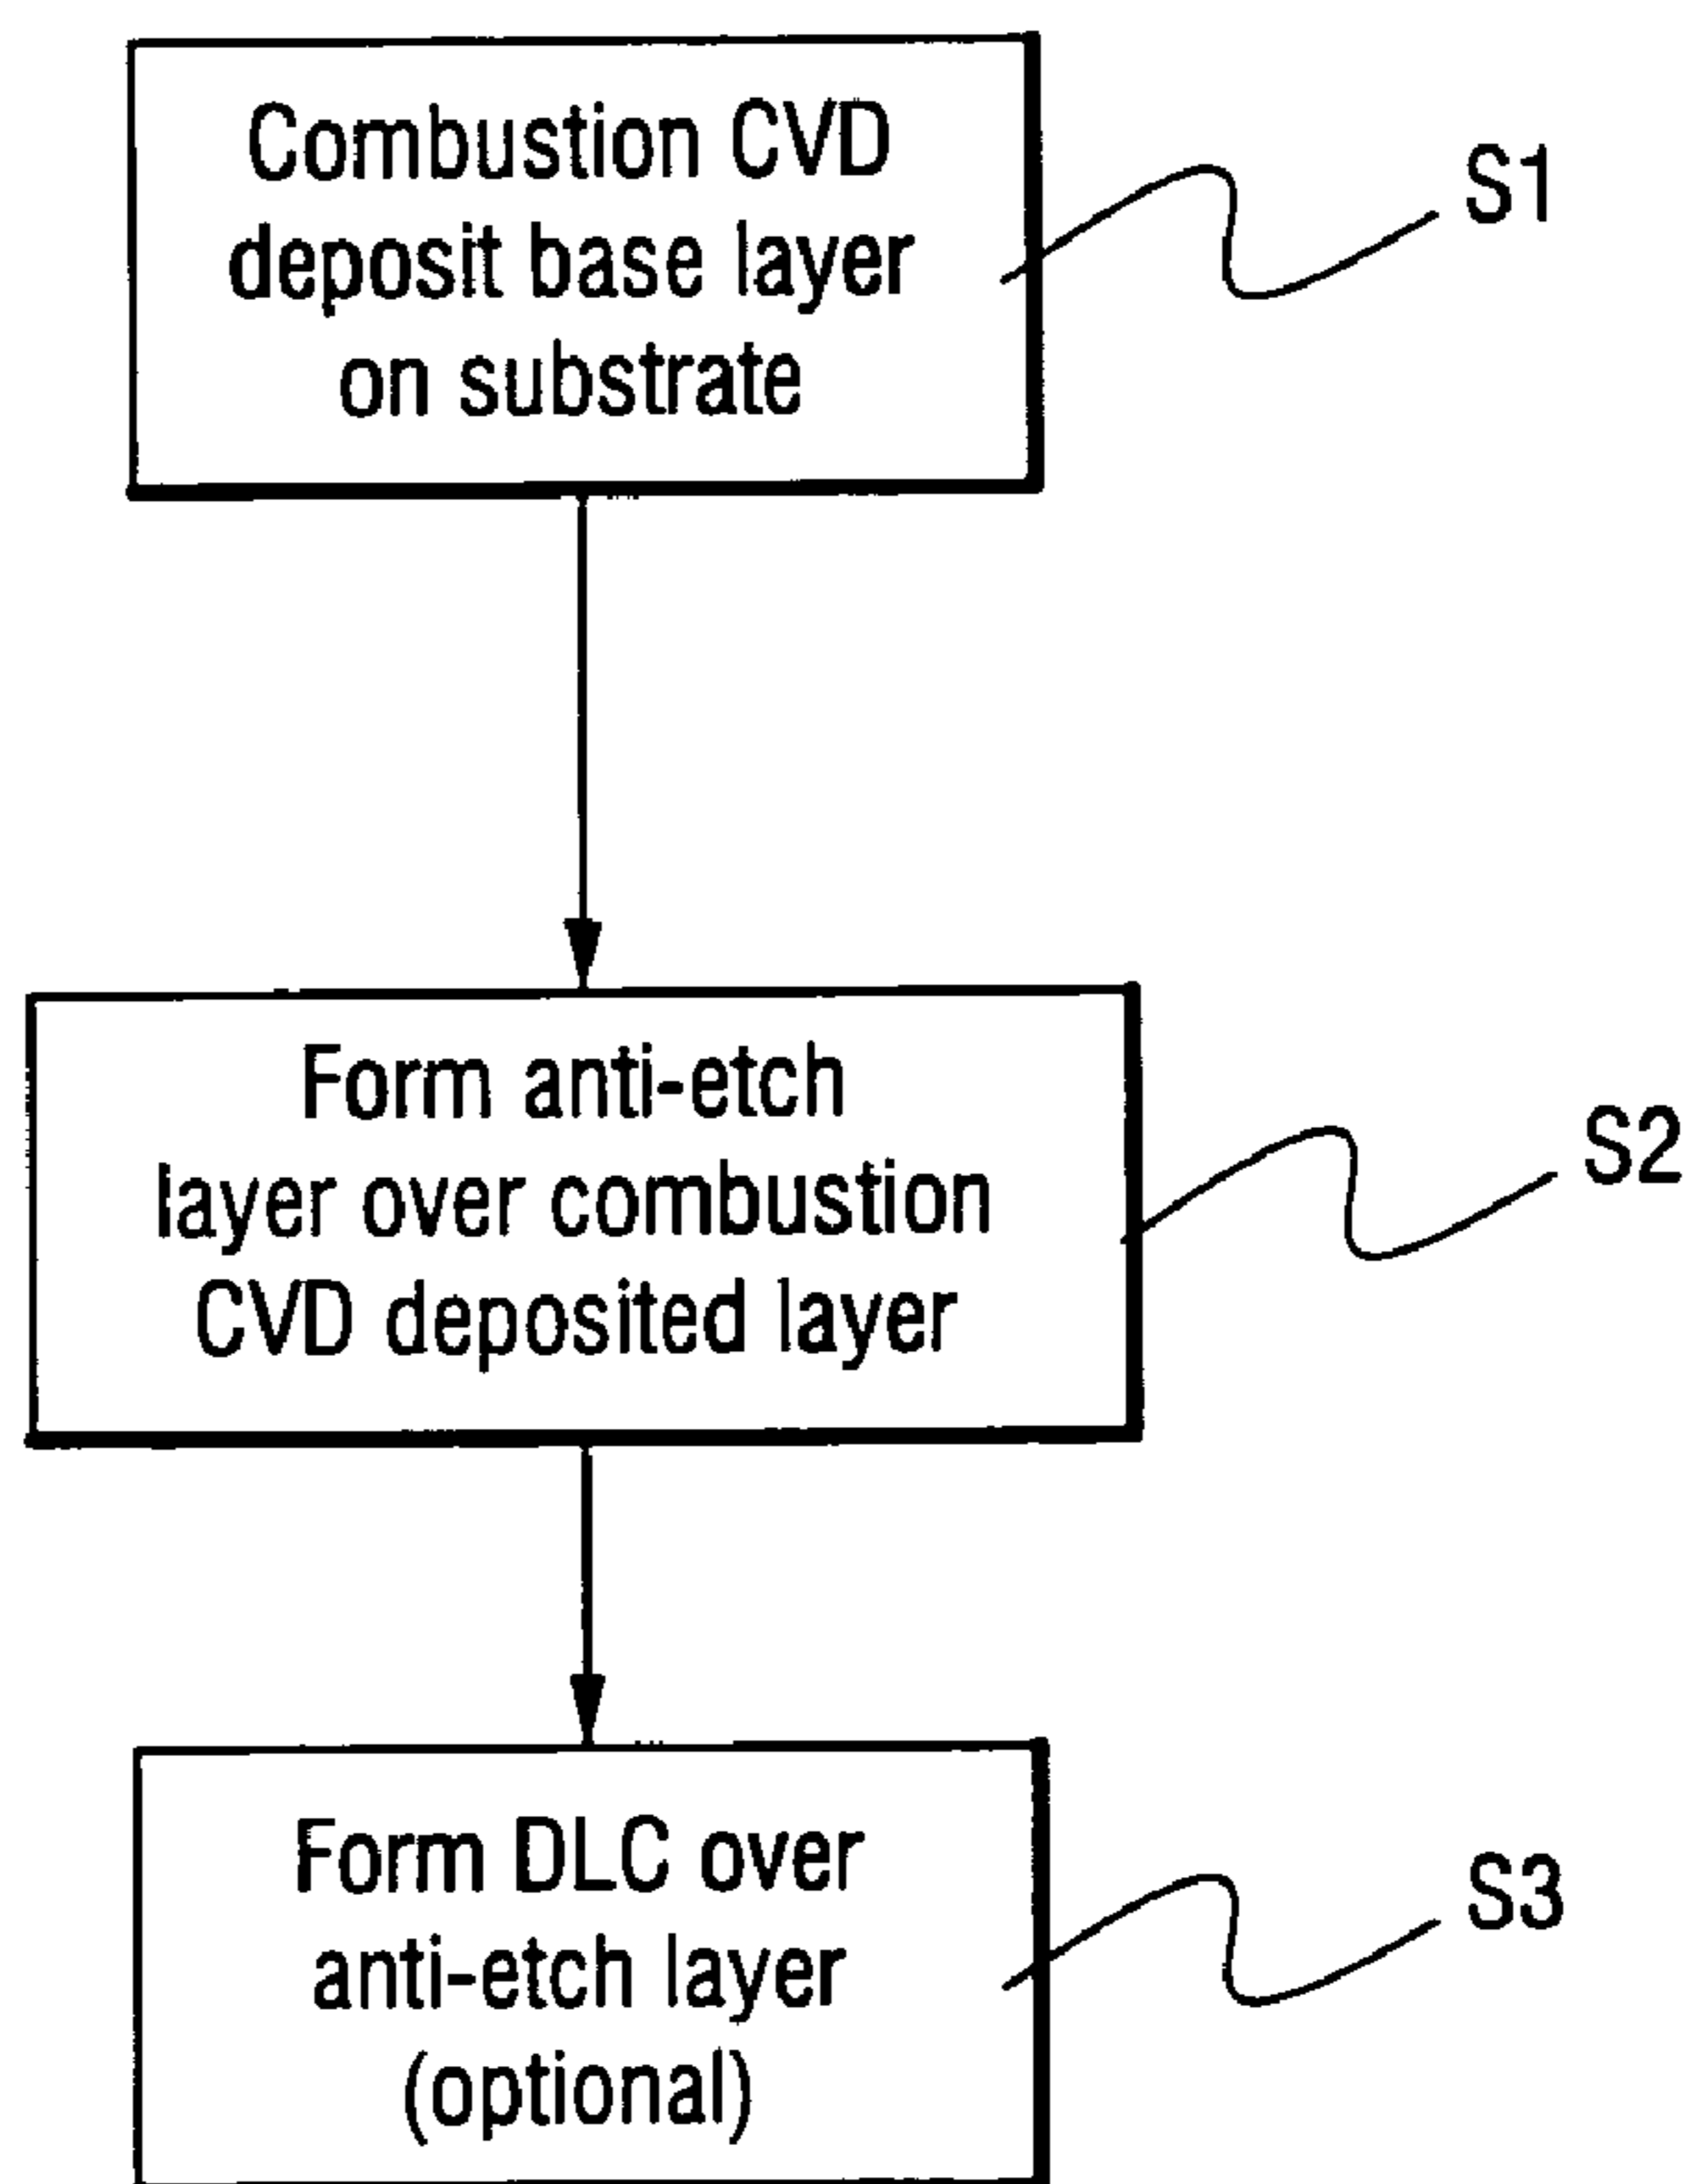 Combustion CVD
deposit base layer
on substrate
S1
Form anti-etch
layer over combustion
CVD deposited layer
S2
Form DLC over
anti-etch layer
(optional)
S3